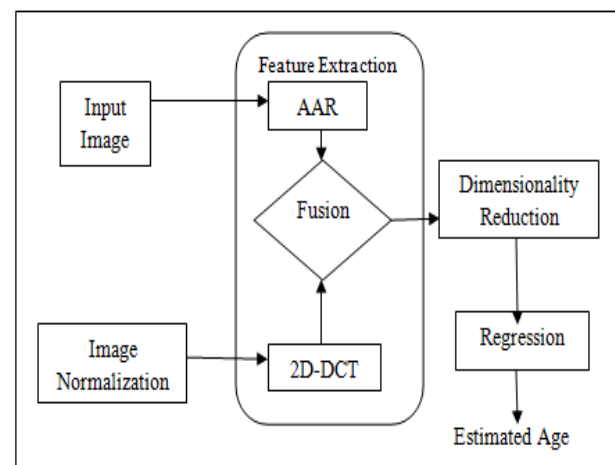 Feature Extraction
Input
Image
AAR
Fusion
Dimensionality
Reduction
Image
Normalization
2D-DCT
Regression
Estimated Age